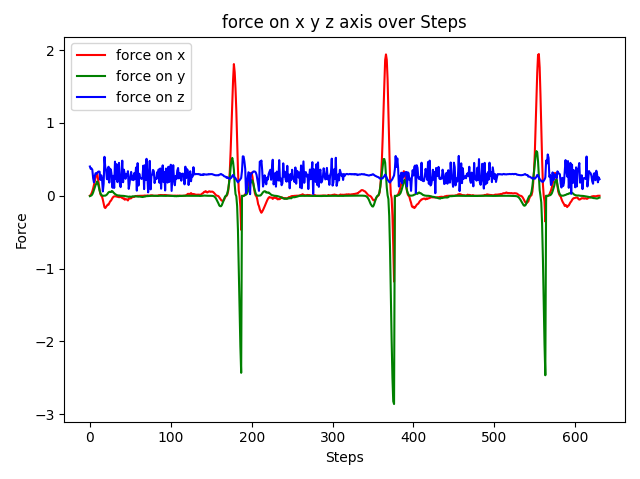 force on x y z axis over Steps
force on x
force on y
force on z
2
1
0
−1
−2
−3
Force
0 100 200 300 400 500 600
Steps